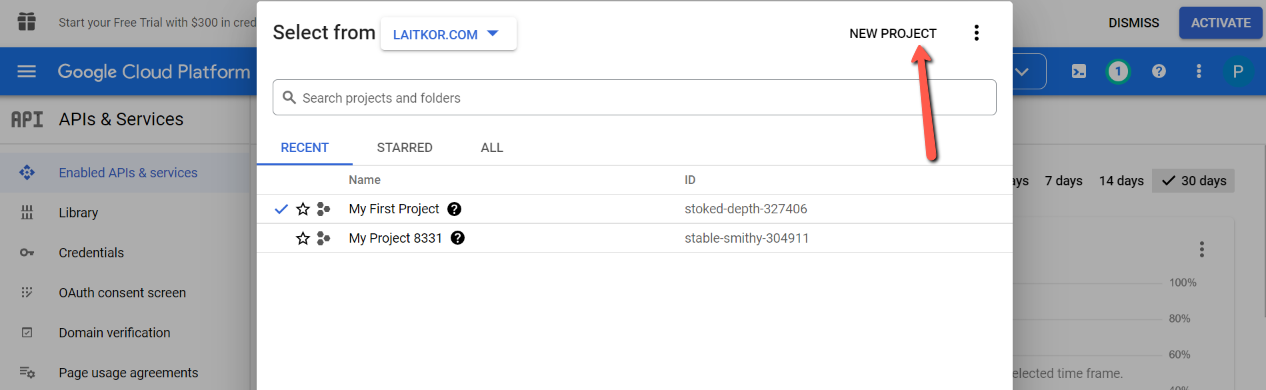 Start your Free Trial with $300 in cred
DISMISS
ACTIVATE
Select from
LAITKOR.COM
NEW PROJECT
Google Cloud Platform
1
?
P
Search projects and folders
API
APIs & Services
RECENT
STARRED
ALL
Enabled APIs & services
Library
Credentials
OAuth consent screen
Domain verification
Page usage agreements
Name
ID
My First Project ?
stoked-depth-327406
My Project 8331 ?
stable-smithy-304911
ays
7 days
14 days
30 days
100%
80%
60%
40%
elected time frame.